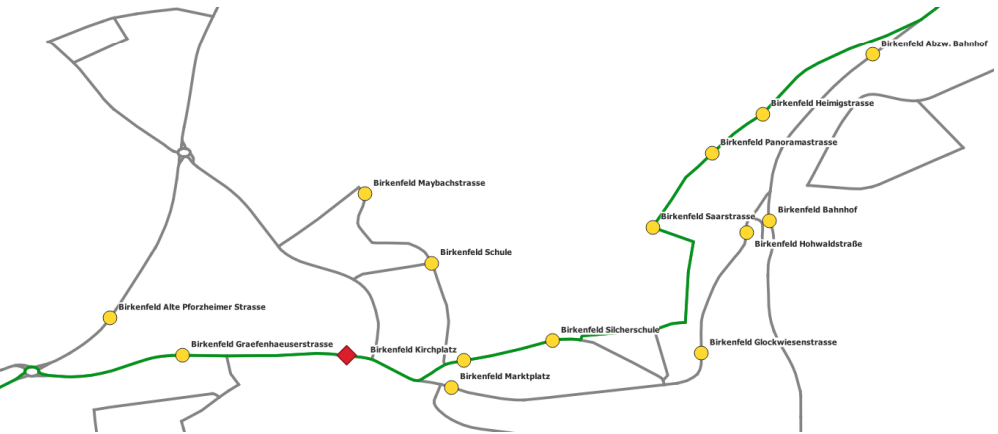 Birkenfeld Abzw. Bahnhof
Birkenfeld Heimigstrasse
Birkenfeld Panoramastrasse
Birkenfeld Maybachstrasse
Birkenfeld Bahnhof
Birkenfeld Saarstrasse
Birkenfeld Hohwaldstraße
Birkenfeld Schule
Birkenfeld Alte Pforzheimer Strasse
Birkenfeld Silcherschule
Birkenfeld Glockwiesenstrasse
Birkenfeld Graefenhaeuserstrasse
Birkenfeld Kirchplatz
Birkenfeld Marktplatz